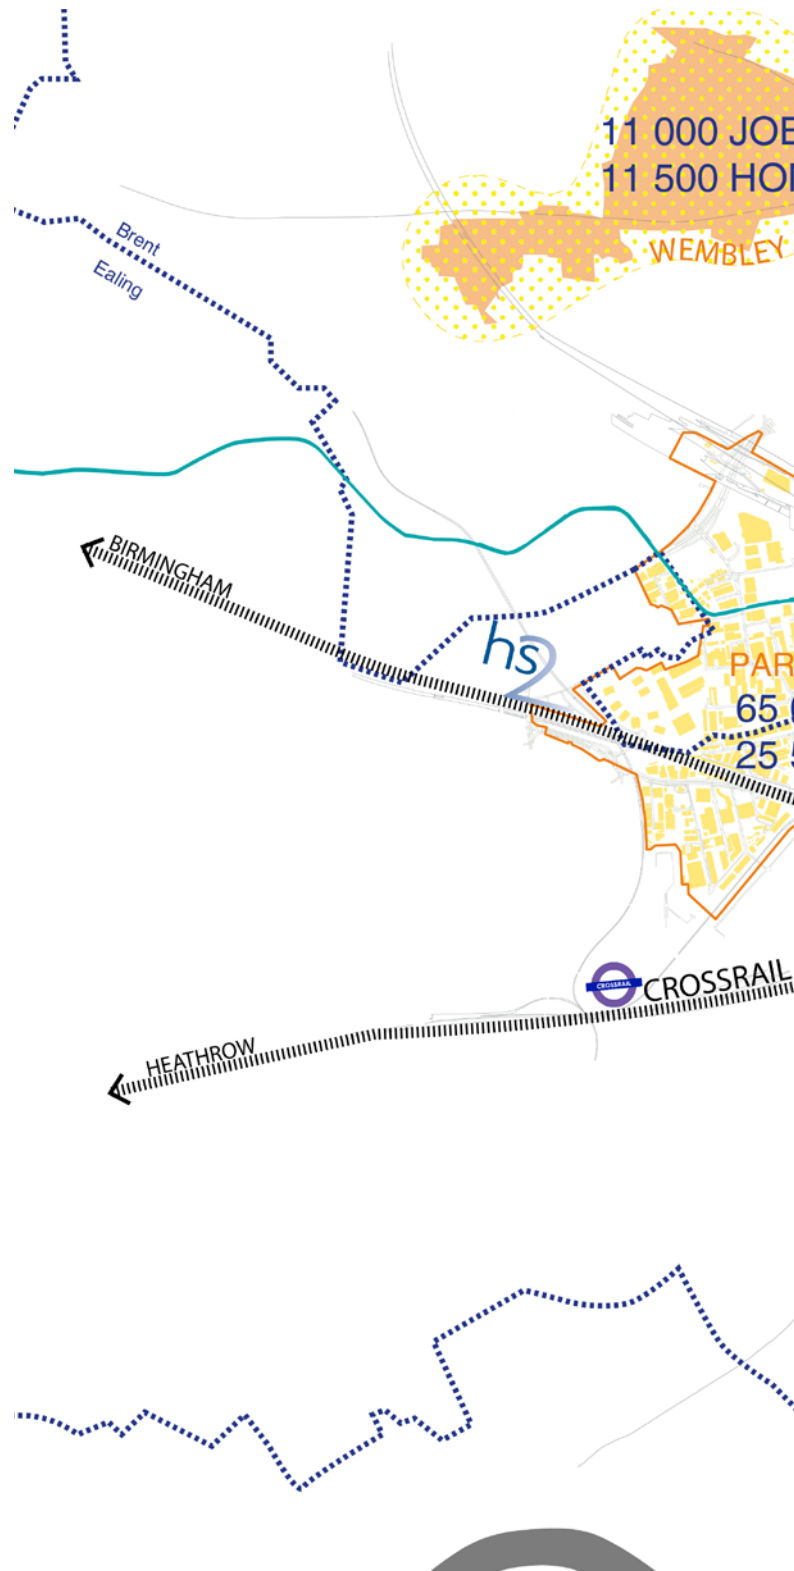 11 000 JOB
11 500 HO
WEMBLEY
Brent
Ealing
BIRMINGHAM
hs2
PAR
65
25
CROSSRAIL
CROSSRAIL
HEATHROW